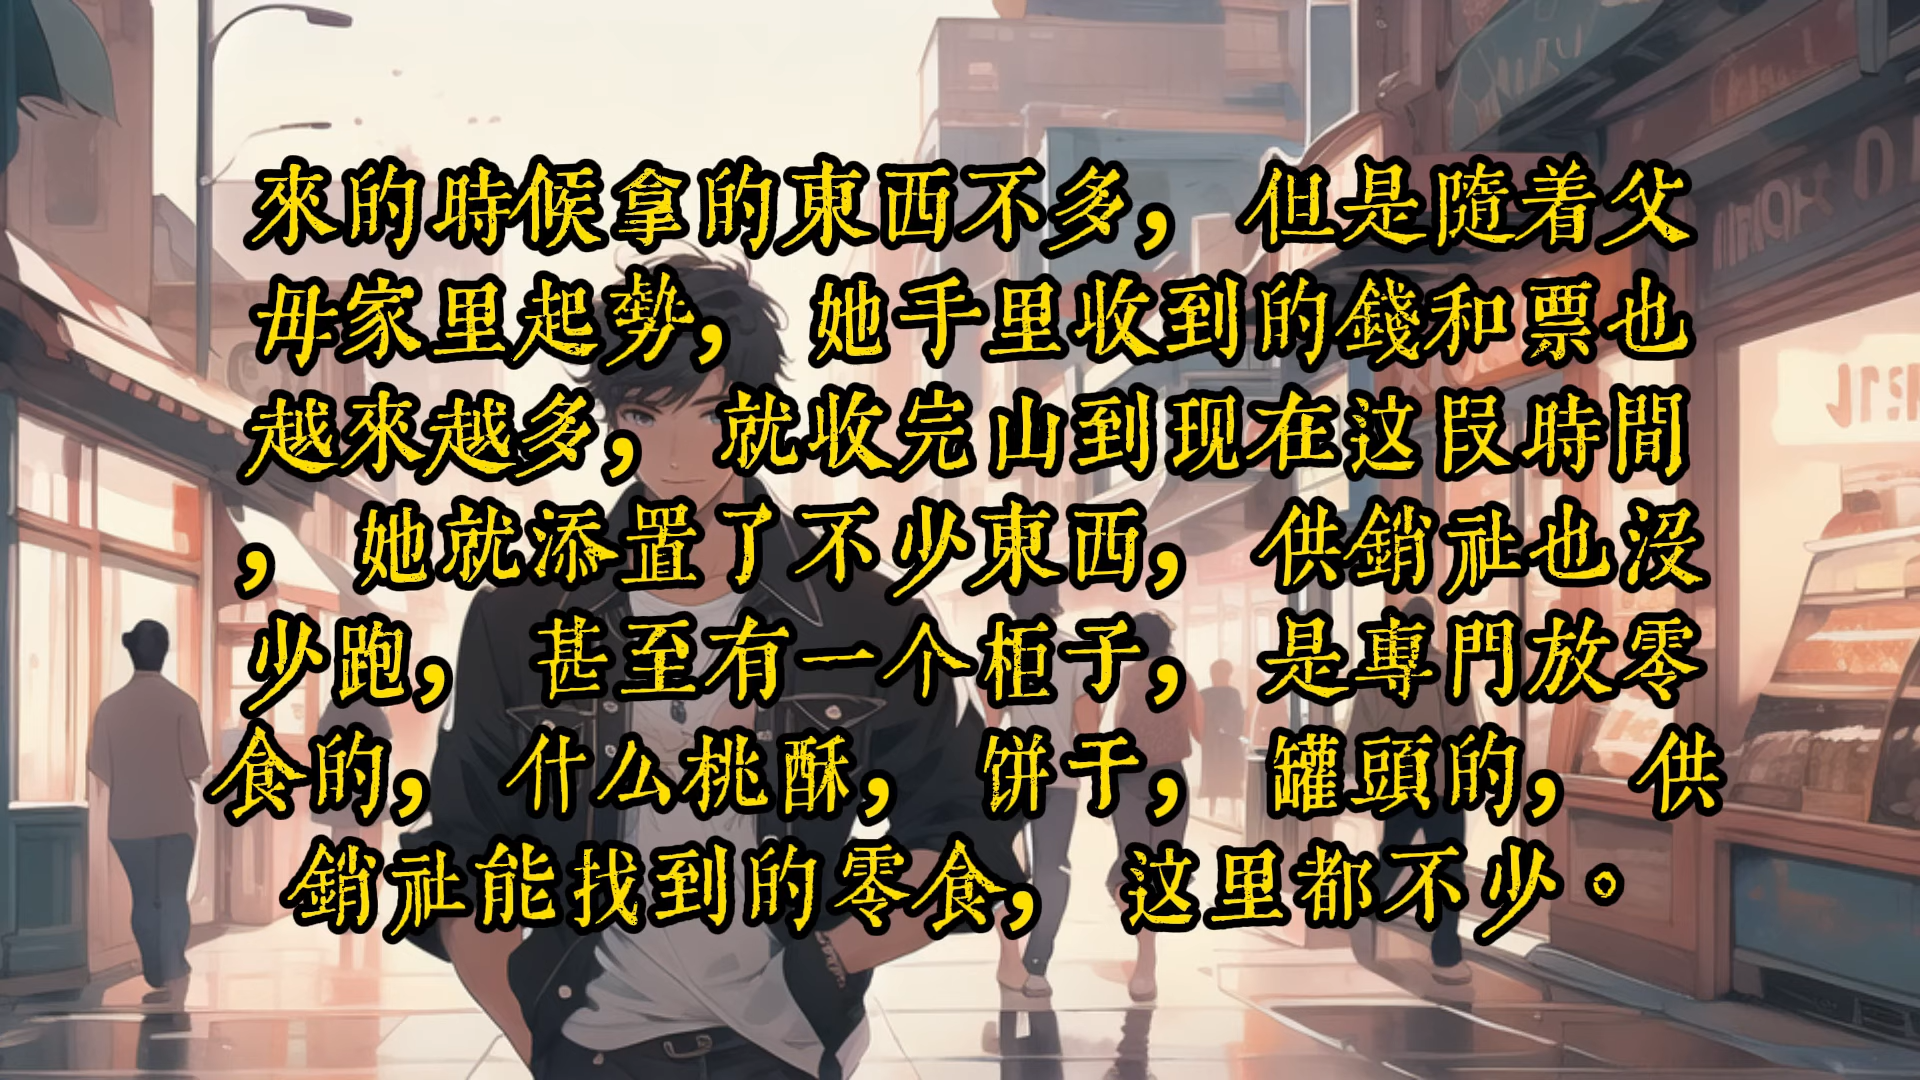 來的時候拿的東西不多，但是隨着父
母家里起勢，她手里收到的錢和票也
越來越多，就收完山到现在这段時間
，她就添置了不少東西，供銷社也沒
少跑，甚至有一个柜子，是專門放零
食的，什么桃酥，饼干，罐頭的，供
銷社能找到的零食，这里都不少。